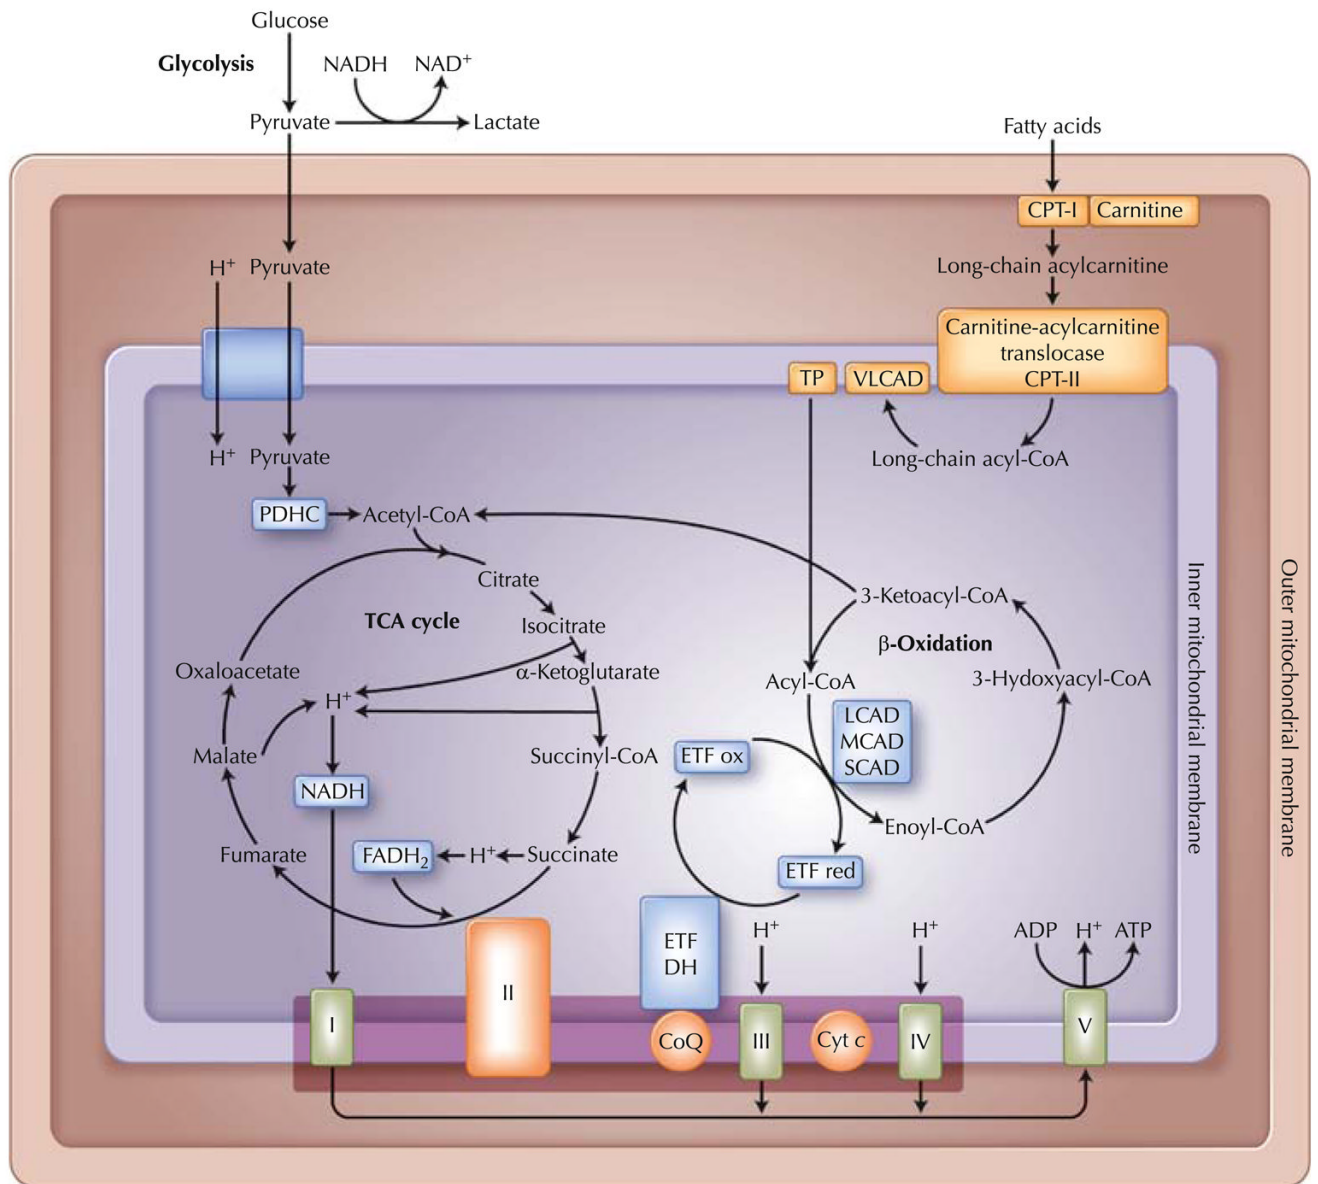 Glucose
Glycolysis
NADH
NAD⁺
Pyruvate
Lactate
Fatty acids
CPT-I
Carnitine
H⁺
Pyruvate
Long-chain acylcarnitine
Carnitine-acylcarnitine
translocase
CPT-II
TP
VLCAD
H⁺
Pyruvate
Long-chain acyl-CoA
PDHC
Acetyl-CoA
Citrate
TCA cycle
Isocitrate
3-Ketoacyl-CoA
β-Oxidation
Oxaloacetate
α-Ketoglutarate
Acyl-CoA
3-Hydoxyacyl-CoA
H⁺
LCAD
MCAD
SCAD
Malate
Succinyl-CoA
ETF ox
NADH
Enoyl-CoA
Fumarate
FADH₂
H⁺
Succinate
ETF red
Inner mitochondrial membrane
Outer mitochondrial membrane
ETF
DH
H⁺
H⁺
ADP
H⁺
ATP
I
II
CoQ
III
Cyt c
IV
V